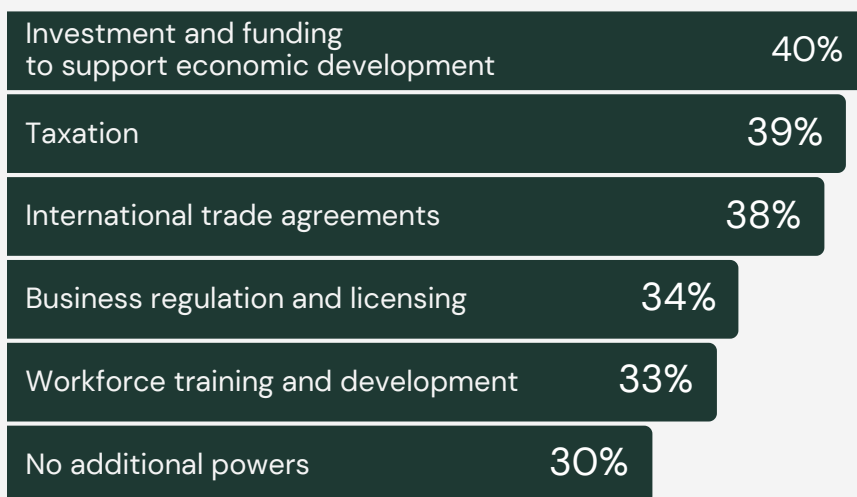 Investment and funding
to support economic development
40%
Taxation
39%
International trade agreements
38%
Business regulation and licensing
34%
Workforce training and development
33%
No additional powers
30%